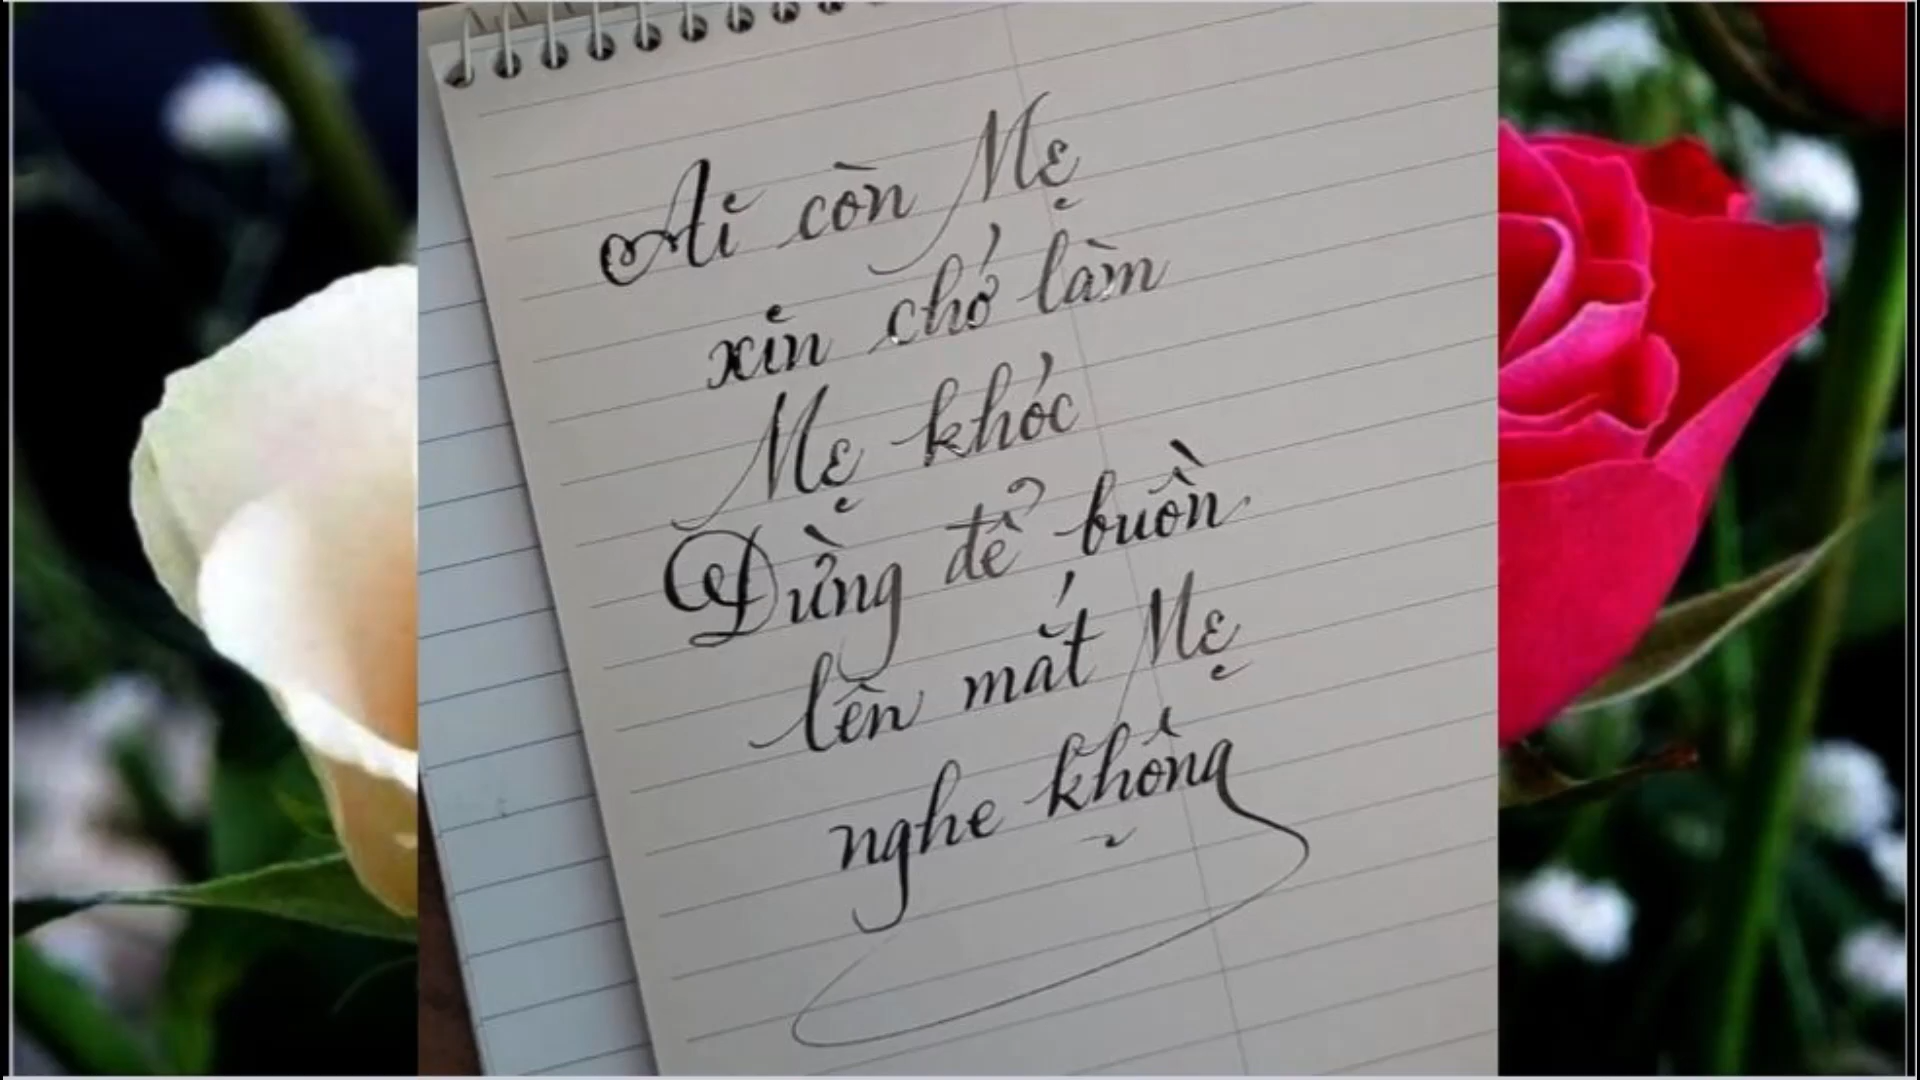 Ai còn Mẹ
xin chớ làm
Mẹ khóc
Đừng để buồn
lên mắt Mẹ
nghe không